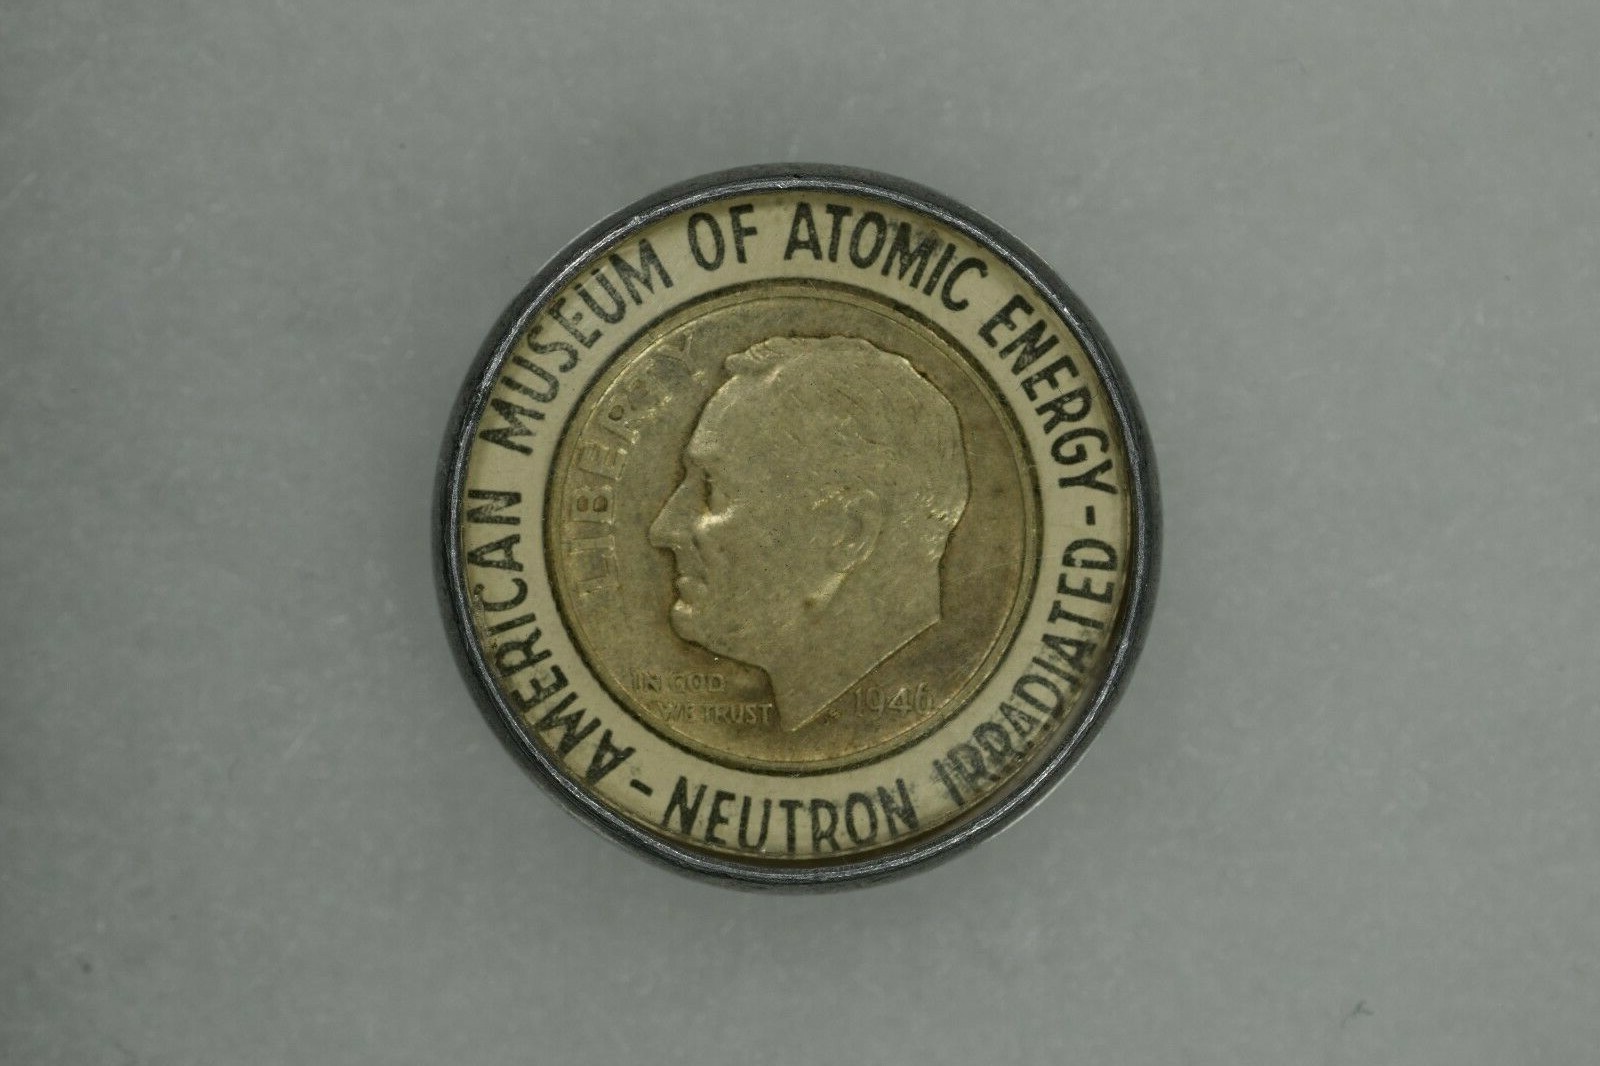 AMERICAN MUSEUM OF ATOMIC ENERGY - NEUTRON IRRADIATED -
LIBERTY
IN GOD
WE TRUST
1946